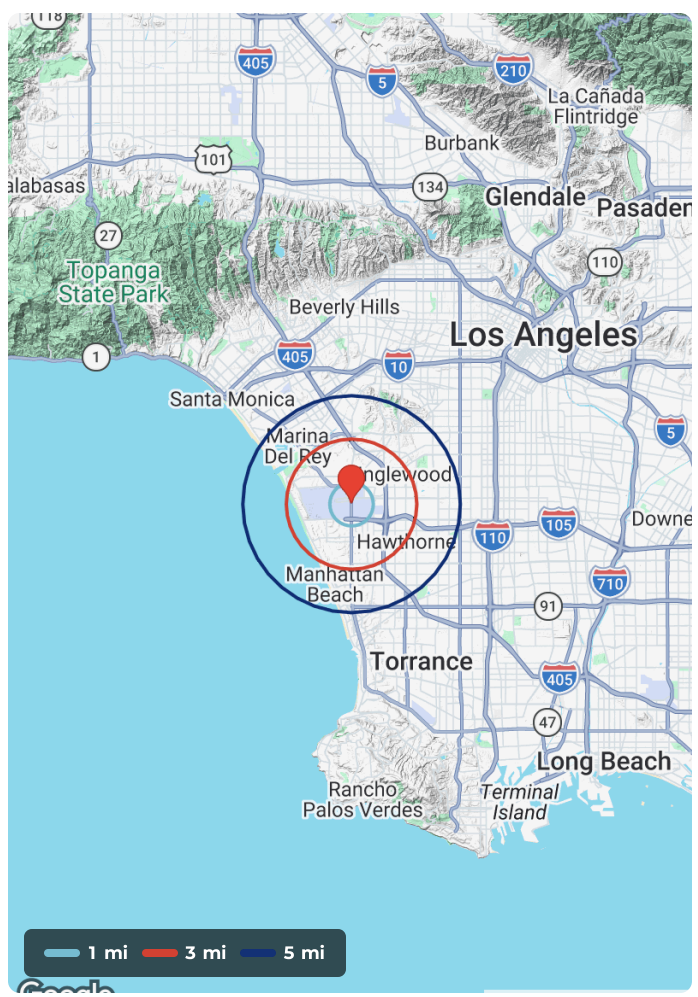 118
405
5
210
La Cañada
Flintridge
Burbank
101
134
alabasas
Glendale
Pasaden
27
110
Topanga
State Park
Beverly Hills
Los Angeles
1
405
10
Santa Monica
5
Marina
Del Rey
Inglewood
105
Downe
110
Hawthorne
Manhattan
Beach
710
91
Torrance
405
47
Long Beach
Rancho
Palos Verdes
Terminal
Island
1 mi 3 mi 5 mi
Google